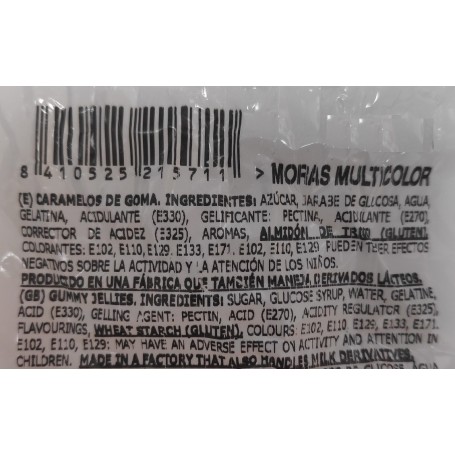 8 410525 215711 > MORAS MULTICOLOR
(E) CARAMELOS DE GOMA. INGREDIENTES: AZÚCAR, JARABE DE GLUCOSA, AGUA,
GELATINA, ACIDULANTE (E330), GELIFICANTE: PECTINA, ACIDULANTE (E270),
CORRECTOR DE ACIDEZ (E325), AROMAS, ALMIDÓN DE TRIGO (GLUTEN),
COLORANTES: E102, E110, E129, E133, E171. E102, E110, E129 PUEDEN TNER EFECTOS
NEGATIVOS SOBRE LA ACTIVIDAD Y LA ATENCIÓN DE LOS NIÑOS.
PRODUCIDO EN UNA FÁBRICA QUE TAMBIÉN MANEJA DERIVADOS LÁCTEOS.
(GB) GUMMY JELLIES. INGREDIENTS: SUGAR, GLUCOSE SYRUP, WATER, GELATINE,
ACID (E330), GELLING AGENT: PECTIN, ACID (E270), ACIDITY REGULATOR (E325),
FLAVOURINGS, WHEAT STARCH (GLUTEN), COLOURS: E102, E110 E129, E133, E171.
E102, E110, E129: MAY HAVE AN ADVERSE EFFECT ON ACTIVITY AND ATTENTION IN
CHILDREN. MADE IN A FACTORY THAT ALSO HANDLES MILK DERIVATIVES.
DE GLUCOSE,